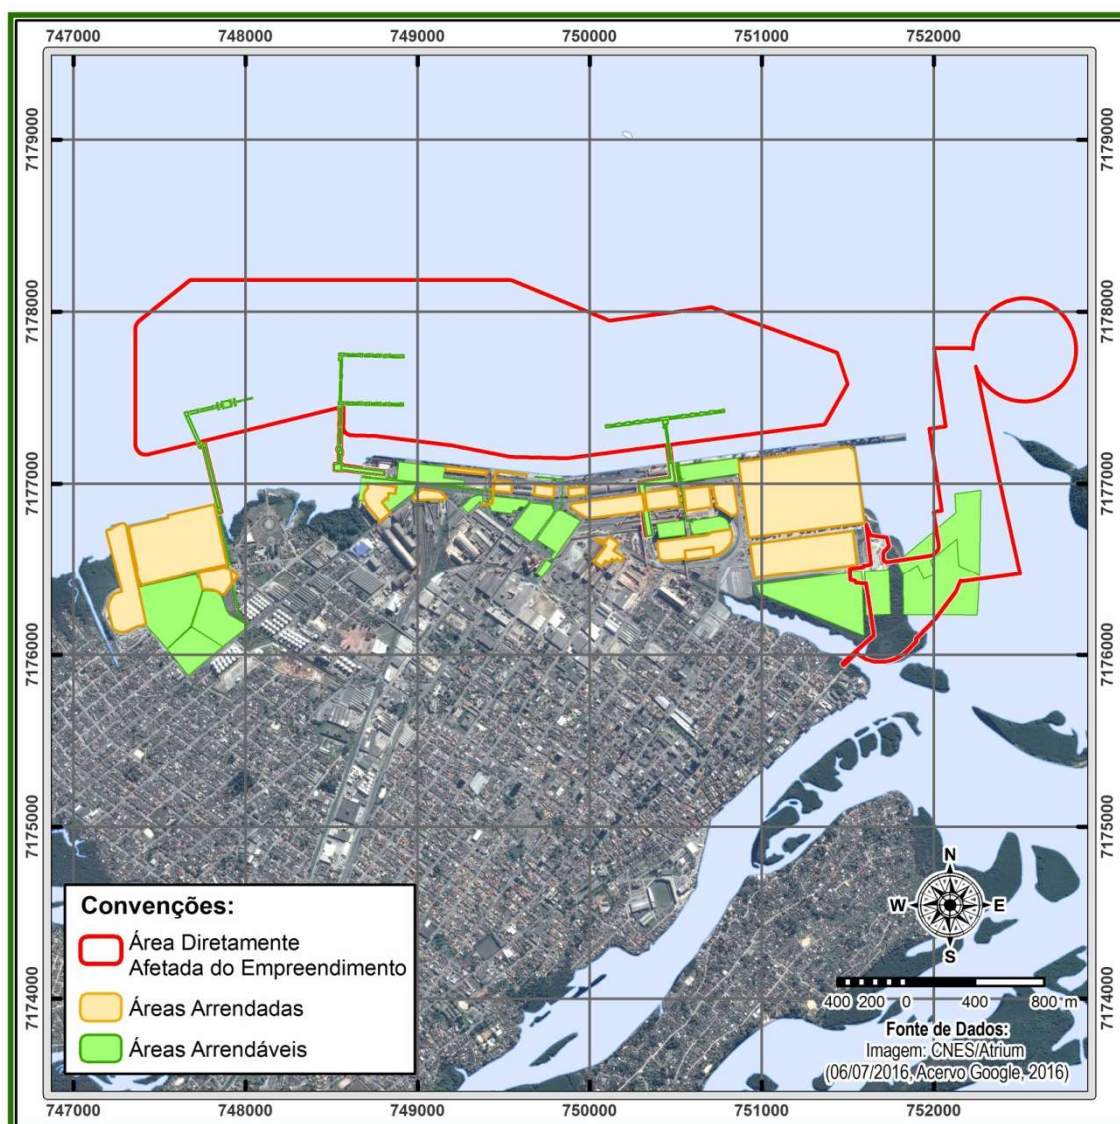 747000 748000 749000 750000 751000 752000
7179000 7179000
7178000 7178000
7177000 7177000
7176000 7176000
7175000 7175000
7174000 7174000
Convenções:
Área Diretamente
Afetada do Empreendimento
Áreas Arrendadas
Áreas Arrendáveis
N
W E
S
400 200 0 400 800 m
Fonte de Dados:
Imagem: CNES/Atrium
(06/07/2016, Acervo Google, 2016)
747000 748000 749000 750000 751000 752000